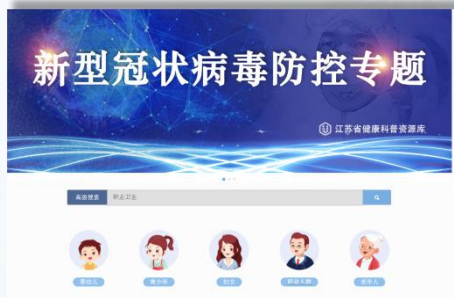 新型冠状病毒防控专题
江苏省健康科普资源库
高级搜索 职业卫生
婴幼儿 青少年 妇女 职业人群 老年人